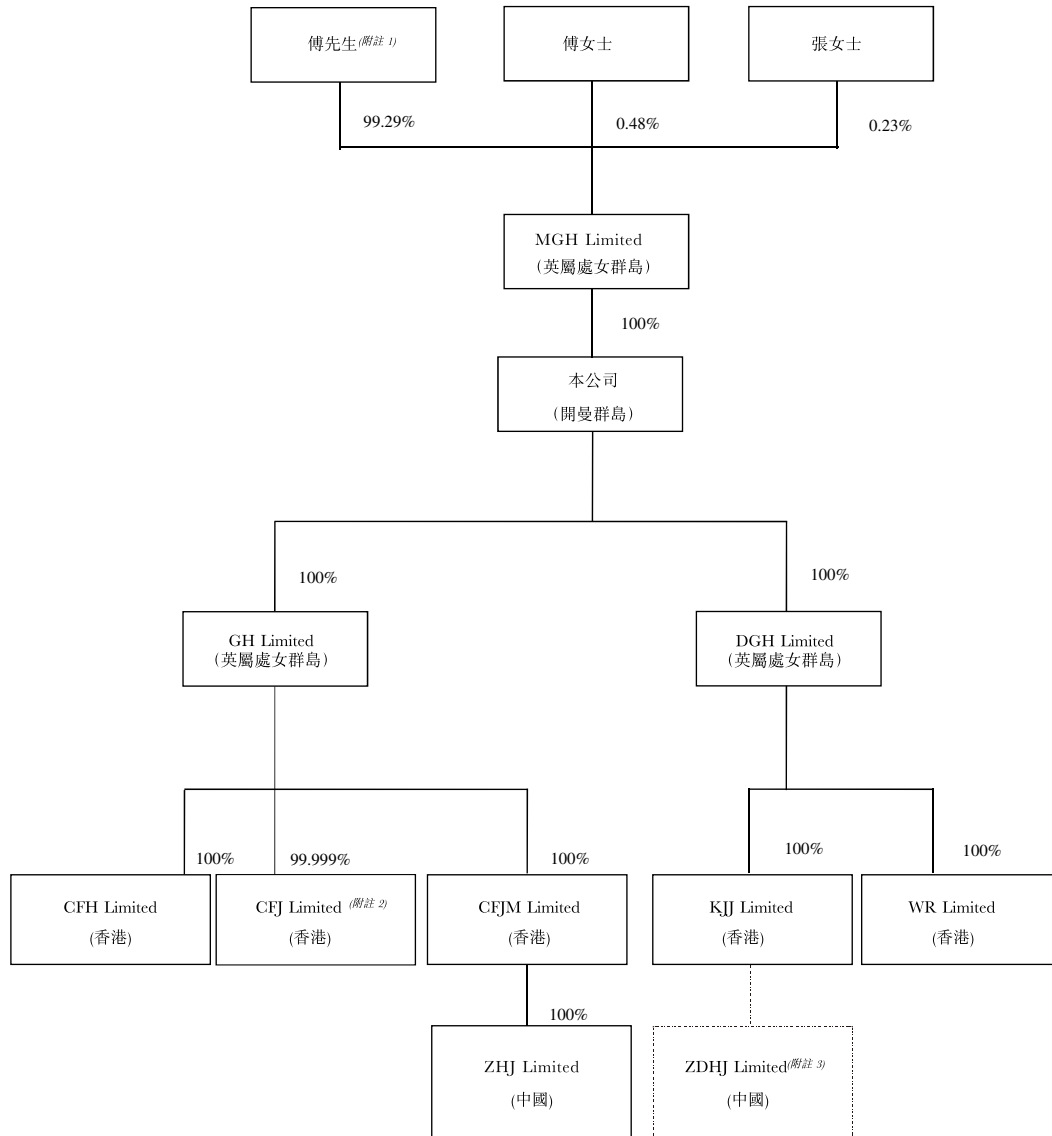 傅先生(附註 1)
傅女士
張女士
99.29%
0.48%
0.23%
MGH Limited
(英屬處女群島)
100%
本公司
(開曼群島)
100%
100%
GH Limited
(英屬處女群島)
DGH Limited
(英屬處女群島)
100%
99.999%
100%
100%
100%
CFH Limited
(香港)
CFJ Limited (附註 2)
(香港)
CFJM Limited
(香港)
KJJ Limited
(香港)
WR Limited
(香港)
100%
ZHJ Limited
(中國)
ZDHJ Limited(附註 3)
(中國)